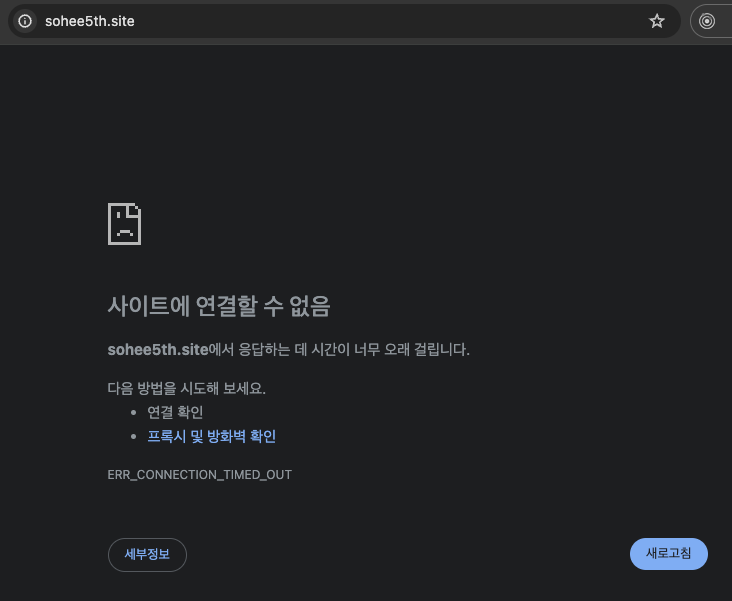 sohee5th.site
사이트에 연결할 수 없음
sohee5th.site에서 응답하는 데 시간이 너무 오래 걸립니다.
다음 방법을 시도해 보세요.
• 연결 확인
• 프록시 및 방화벽 확인
ERR_CONNECTION_TIMED_OUT
세부정보
새로고침